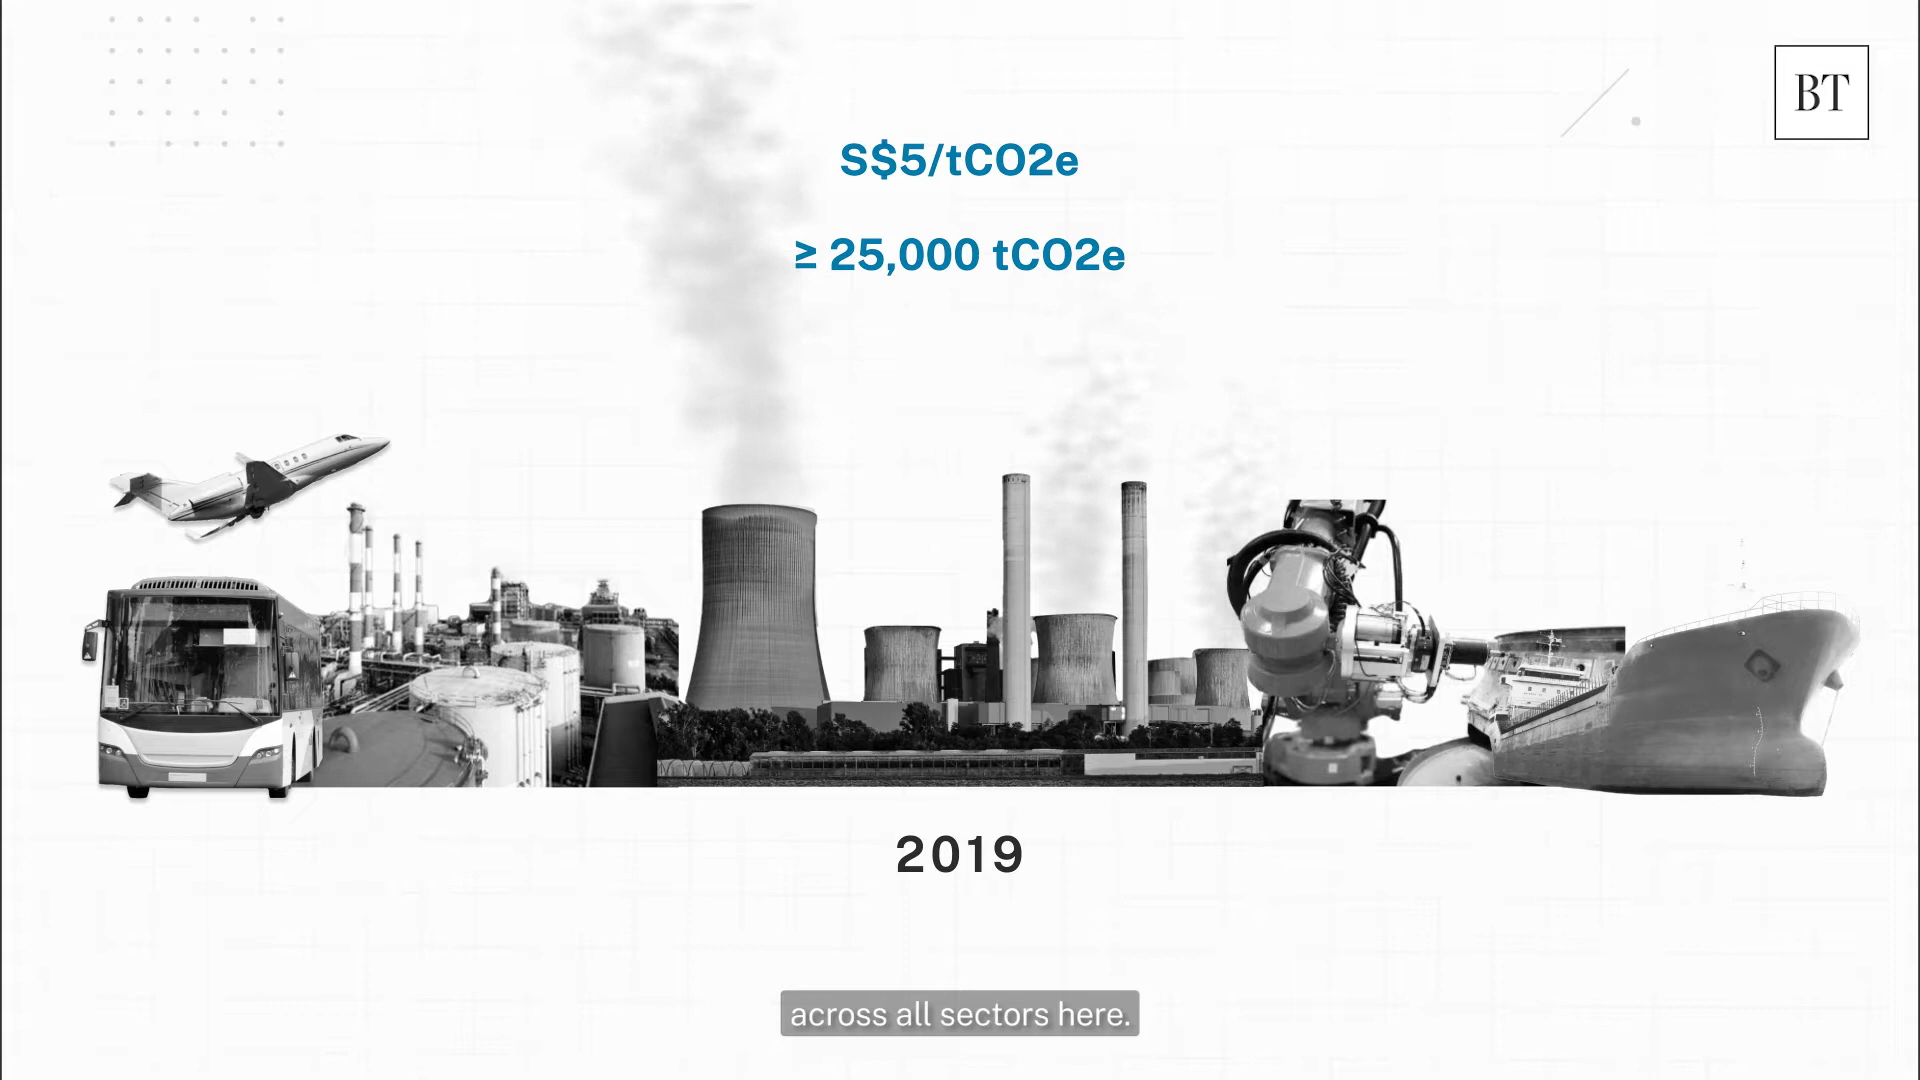 BT
S$5/tCO2e
≥ 25,000 tCO2e
2019
across all sectors here.